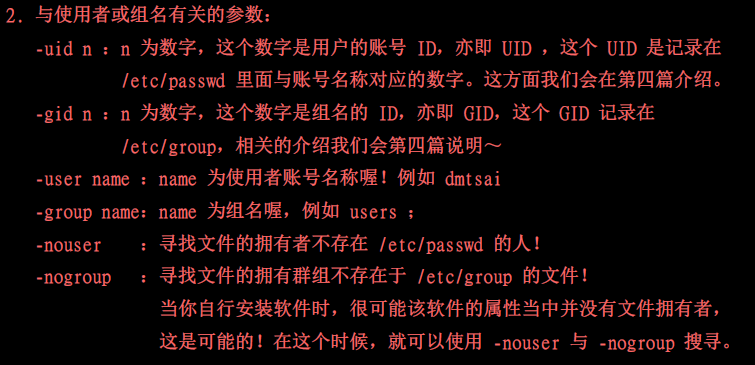 2. 与使用者或组名有关的参数：
-uid n ：n 为数字，这个数字是用户的账号 ID，亦即 UID ，这个 UID 是记录在
/etc/passwd 里面与账号名称对应的数字。这方面我们会在第四篇介绍。
-gid n ：n 为数字，这个数字是组名的 ID，亦即 GID，这个 GID 记录在
/etc/group，相关的介绍我们会第四篇说明～
-user name ：name 为使用者账号名称喔！例如 dmtsai
-group name：name 为组名喔，例如 users ；
-nouser ：寻找文件的拥有者不存在 /etc/passwd 的人！
-nogroup ：寻找文件的拥有群组不存在于 /etc/group 的文件！
当你自行安装软件时，很可能该软件的属性当中并没有文件拥有者，
这是可能的！在这个时候，就可以使用 -nouser 与 -nogroup 搜寻。